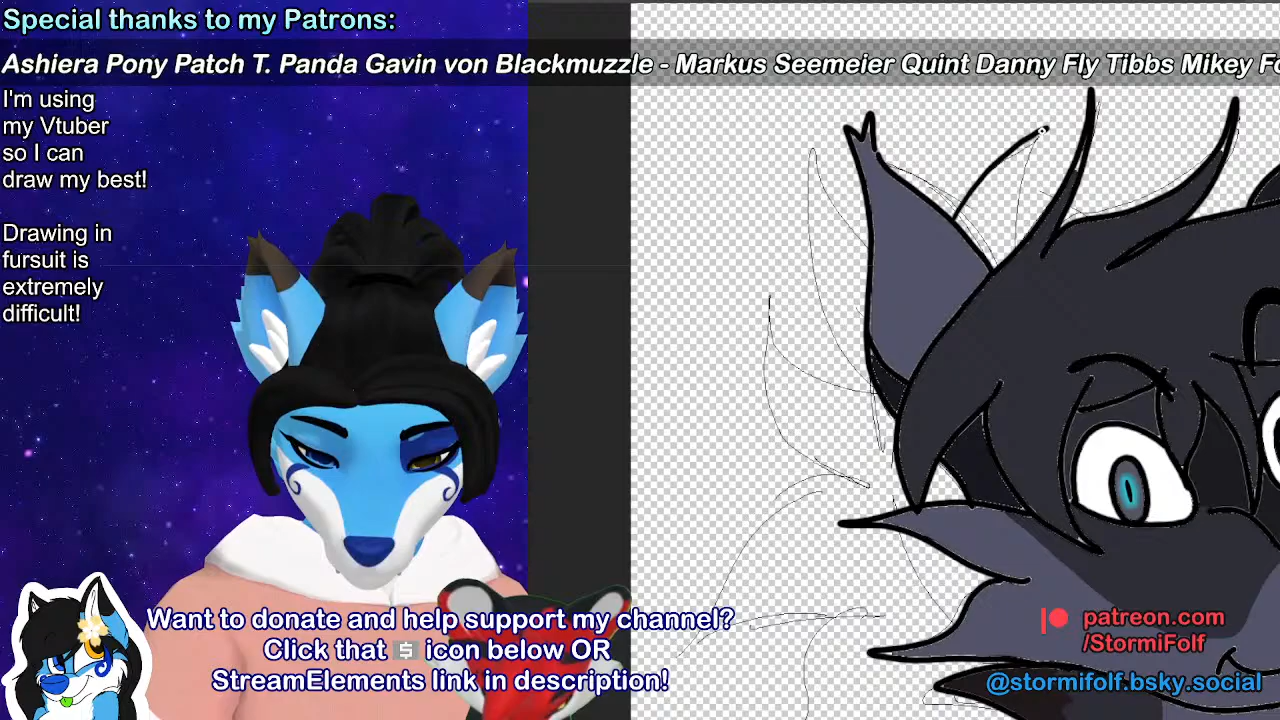 Special thanks to my Patrons:
Ashiera Pony Patch T. Panda Gavin von Blackmuzzle - Markus Seemeier Quint Danny Fly Tibbs Mikey
I'm using
my Vtuber
so I can
draw my best!
Drawing in
fursuit is
extremely
difficult!
Want to donate and help support my channel?
Click that $ icon below OR
StreamElements link in description!
patreon.com
/StormiFolf
@stormifolf.bsky.social